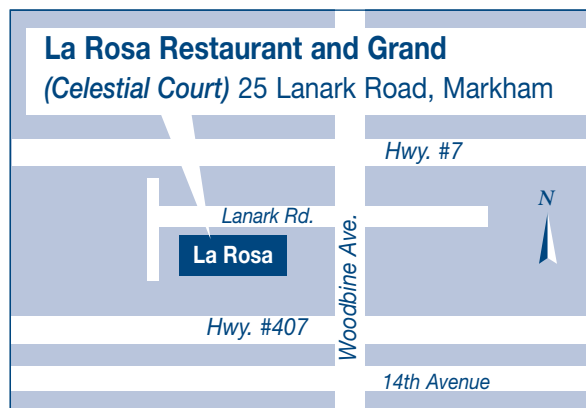 La Rosa Restaurant and Grand
(Celestial Court) 25 Lanark Road, Markham
Hwy. #7
N
Lanark Rd.
La Rosa
Woodbine Ave.
Hwy. #407
14th Avenue